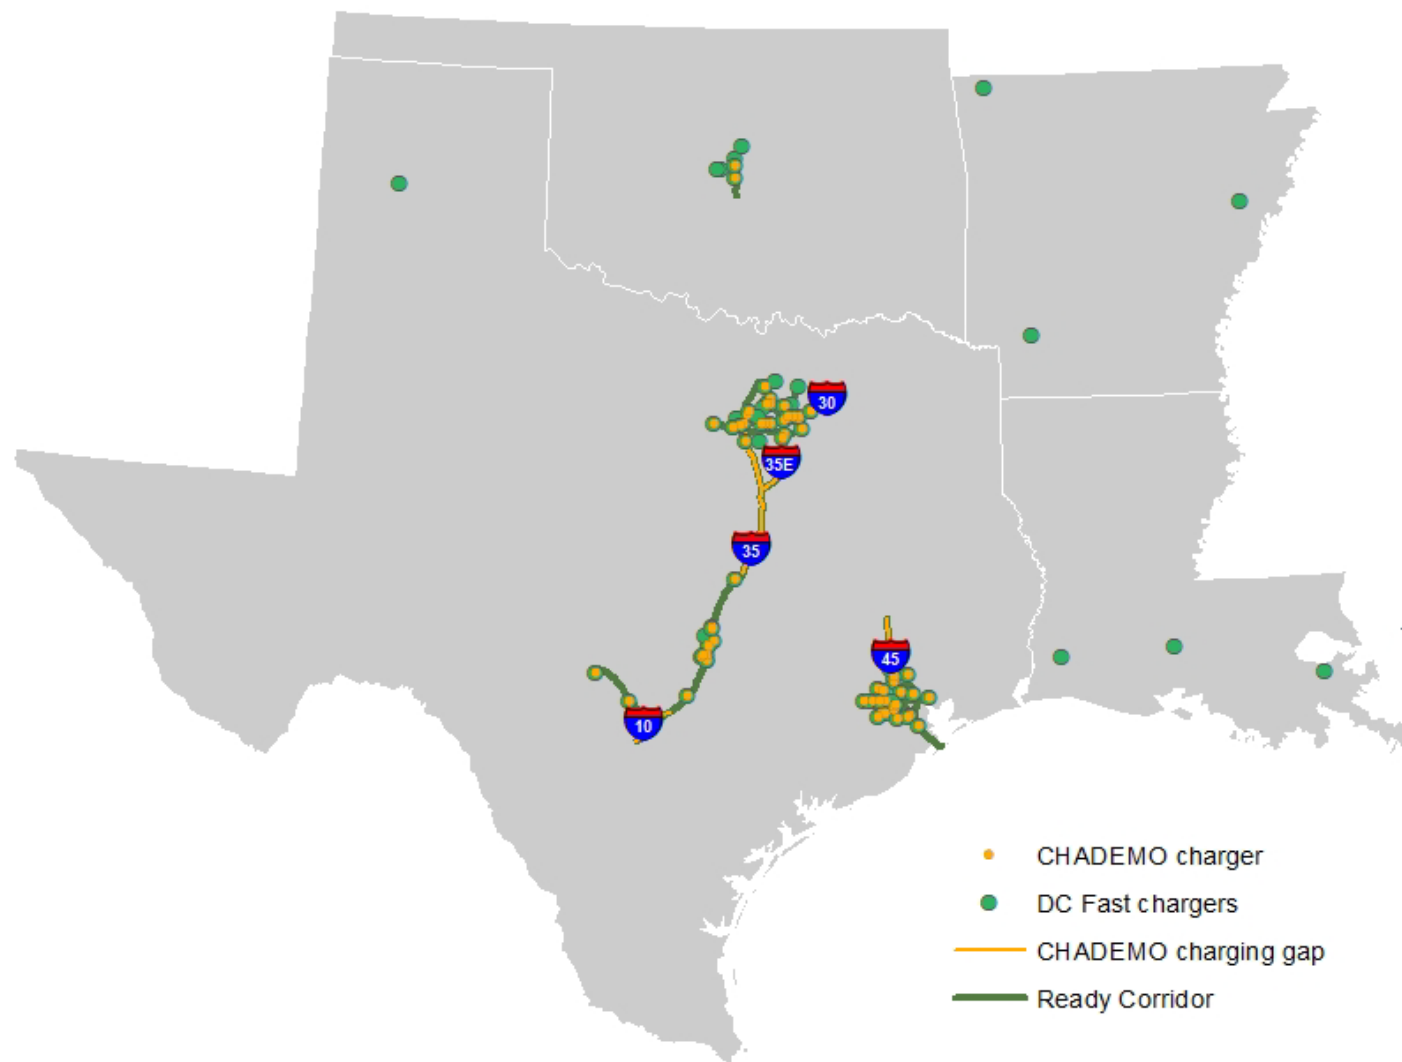 30
35E
35
45
10
CHADEMO charger
DC Fast chargers
CHADEMO charging gap
Ready Corridor